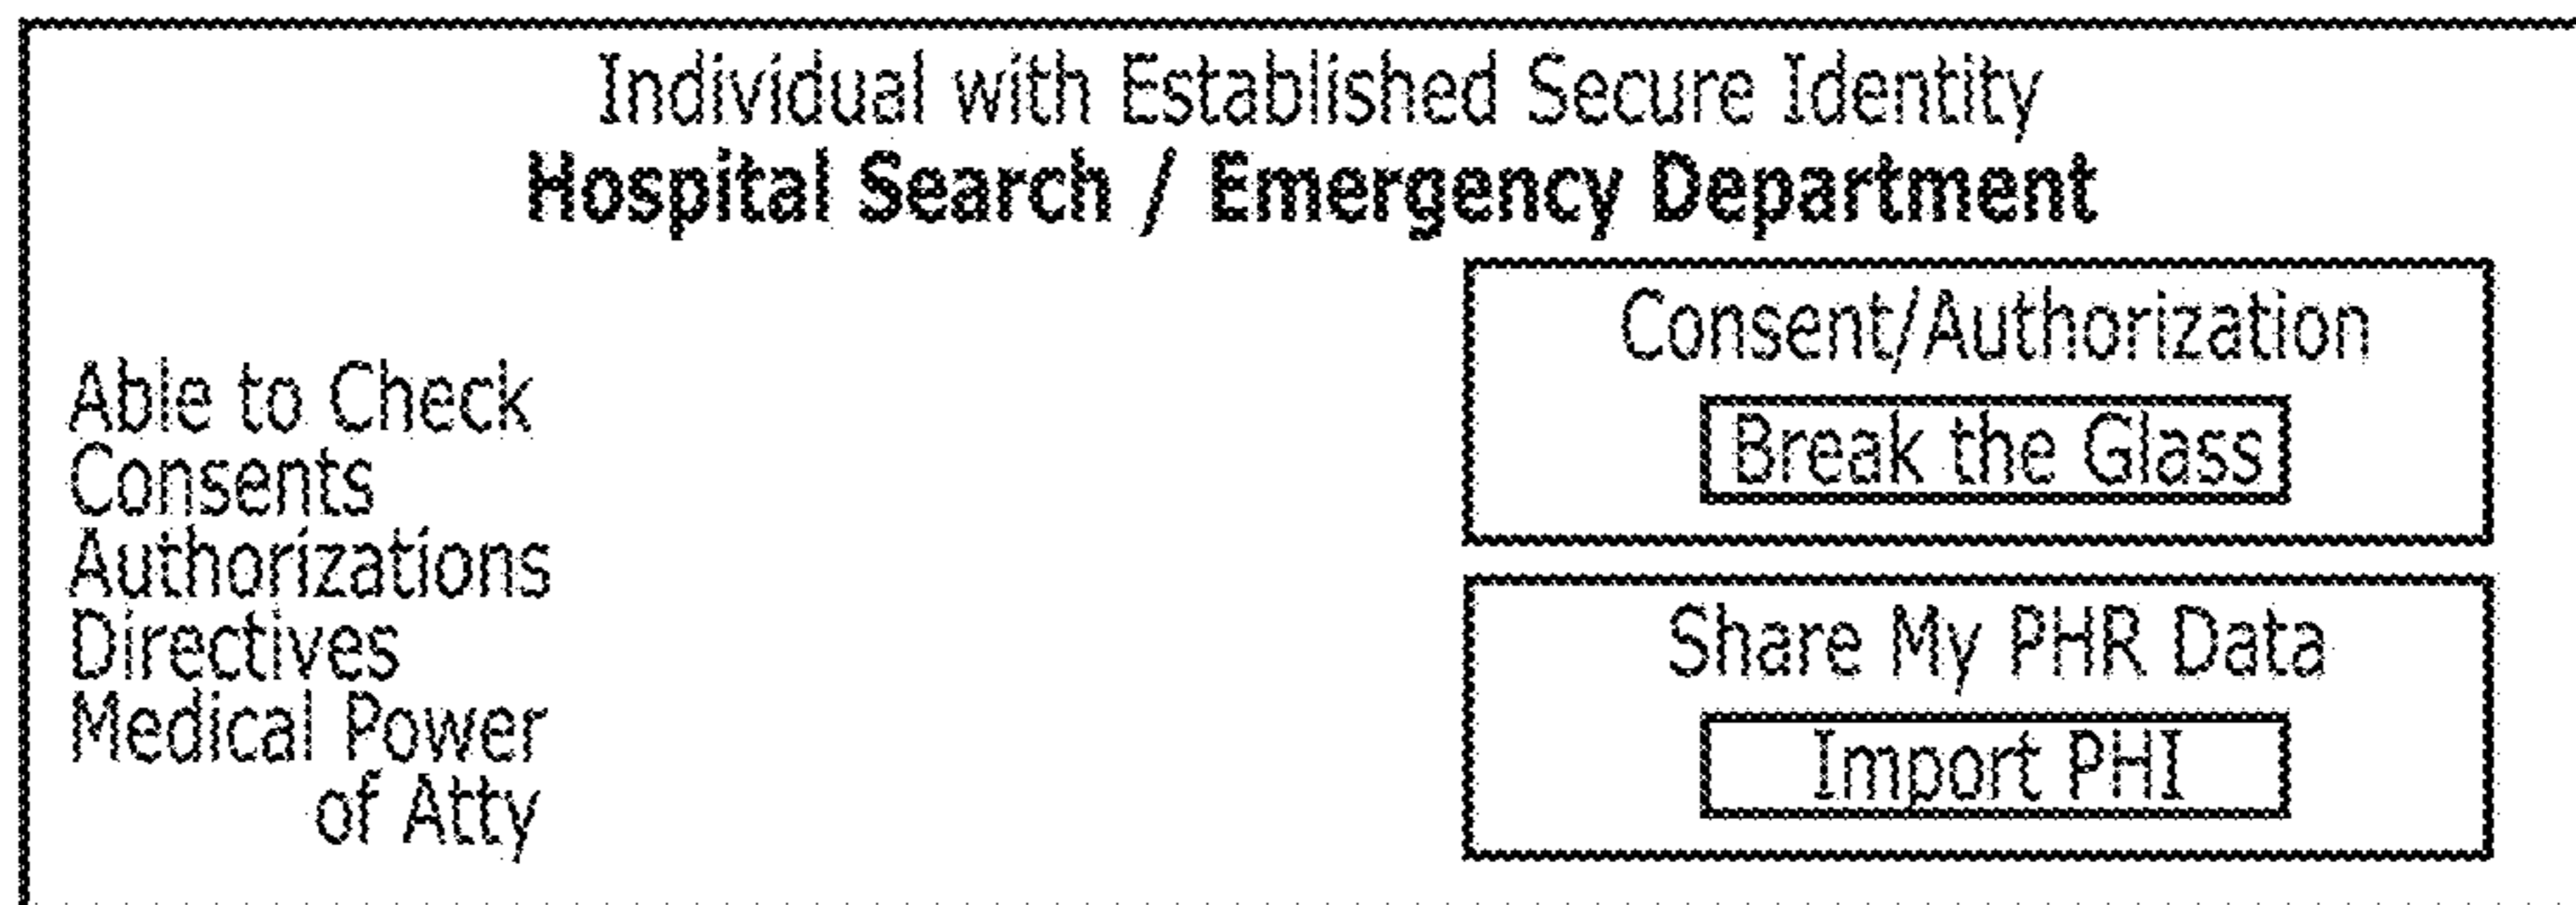 Individual with Established Secure Identity
Hospital Search / Emergency Department
Able to Check
Consents
Authorizations
Directives
Medical Power
of Atty
Consent/Authorization
Break the Glass
Share My PHR Data
Import PHI